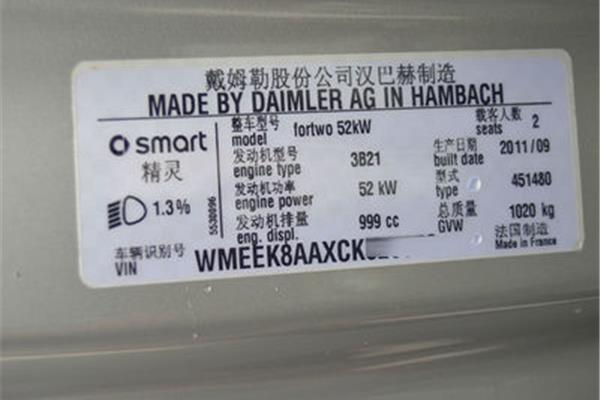 戴姆勒股份公司汉巴赫制造
MADE BY DAIMLER AG IN HAMBACH
smart
精灵
1.3%
5530996
整车型号 fortwo 52kW 载客人数 2
model seats
发动机型号 3B21 生产日期 2011/09
engine type built date
发动机功率 52 kW 型式 451480
engine power type
发动机排量 999 cc 总质量 1020 kg
eng. displ. GVW
法国制造
Made in France
车辆识别号
VIN WMEEK8AAXCK